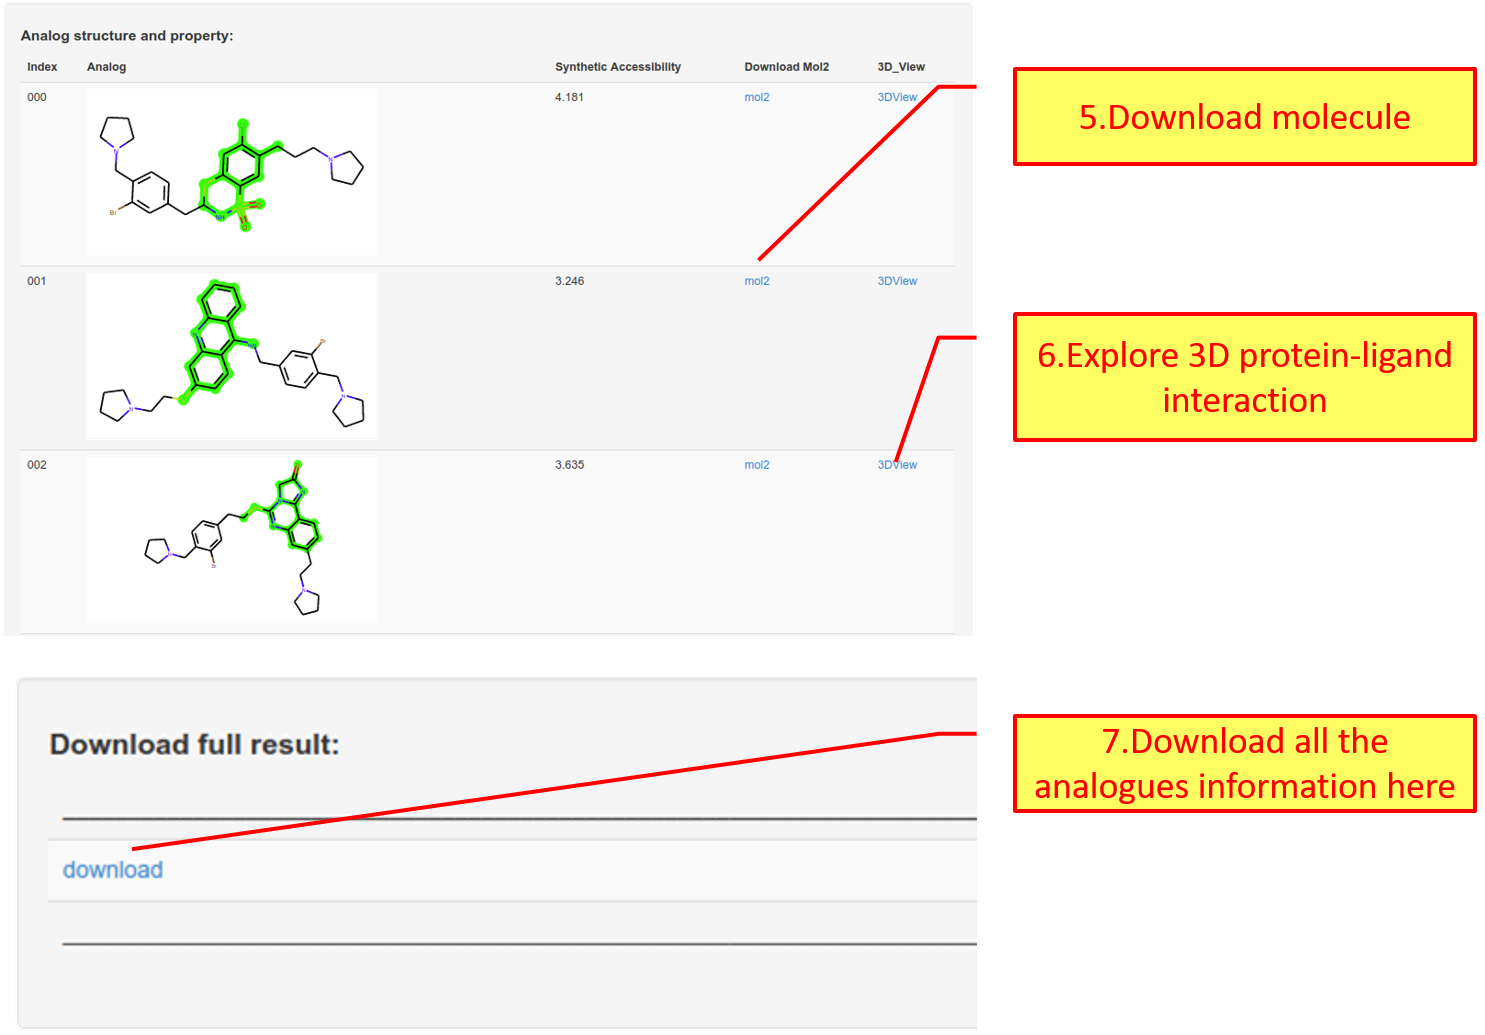 Analog structure and property:
Index Analog Synthetic Accessibility Download Mol2 3D_View
000 4.181 mol2 3DView
N
Br
NH
O
O
N
001 3.246 mol2 3DView
N
N
002 3.635 mol2 3DView
N
Br
N
5.Download molecule
6.Explore 3D protein-ligand
interaction
Download full result:
download
7.Download all the
analogues information here